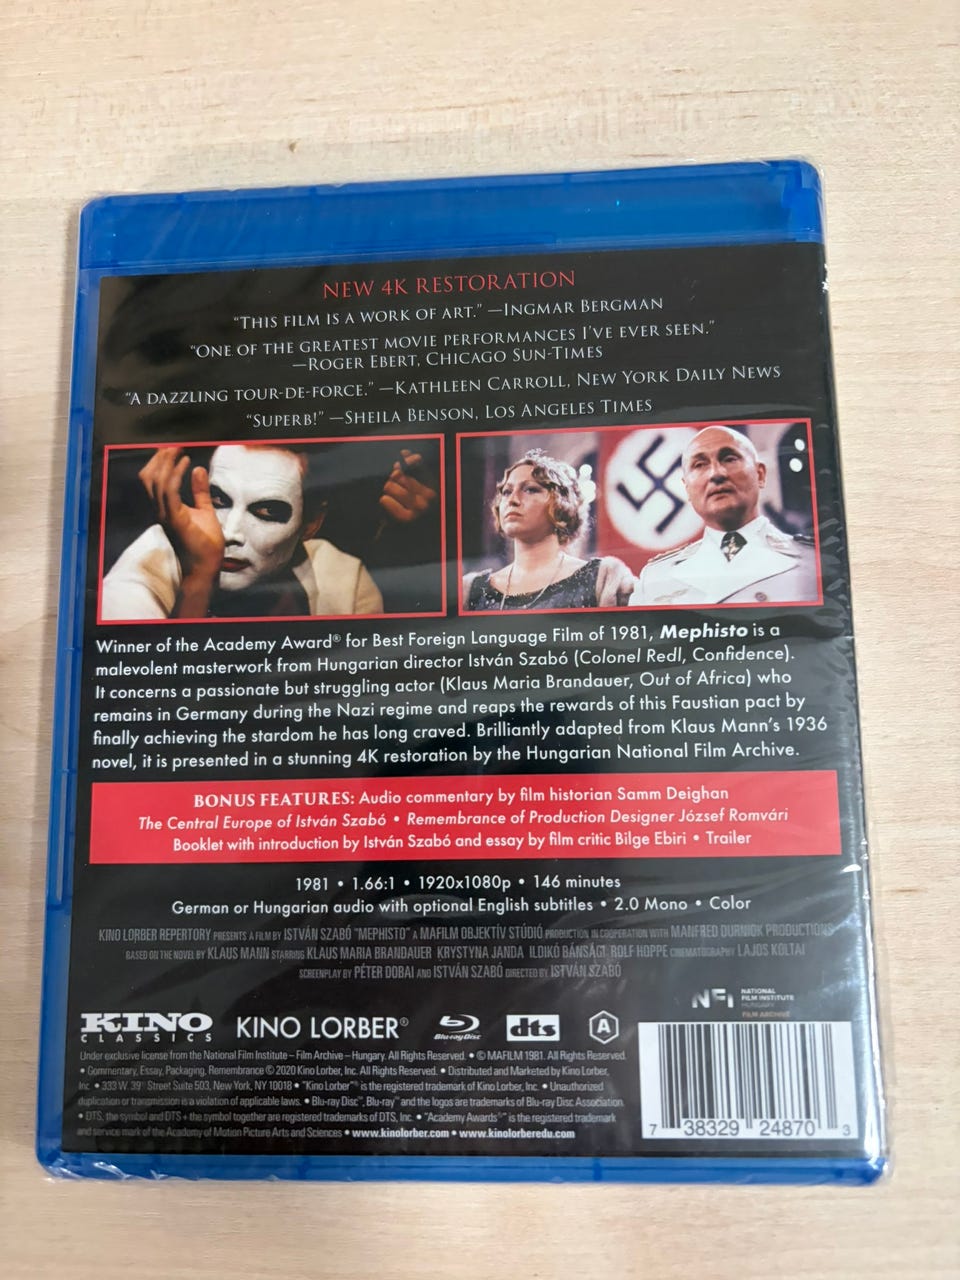 NEW 4K RESTORATION
“THIS FILM IS A WORK OF ART.” —INGMAR BERGMAN
“ONE OF THE GREATEST MOVIE PERFORMANCES I’VE EVER SEEN.”
—ROGER EBERT, CHICAGO SUN-TIMES
“A DAZZLING TOUR-DE-FORCE.” —KATHLEEN CARROLL, NEW YORK DAILY NEWS
“SUPERB!” —SHEILA BENSON, LOS ANGELES TIMES
Winner of the Academy Award® for Best Foreign Language Film of 1981, Mephisto is a
malevolent masterwork from Hungarian director István Szabó (Colonel Redl, Confidence).
It concerns a passionate but struggling actor (Klaus Maria Brandauer, Out of Africa) who
remains in Germany during the Nazi regime and reaps the rewards of this Faustian pact by
finally achieving the stardom he has long craved. Brilliantly adapted from Klaus Mann’s 1936
novel, it is presented in a stunning 4K restoration by the Hungarian National Film Archive.
BONUS FEATURES: Audio commentary by film historian Samm Deighan
The Central Europe of István Szabó • Remembrance of Production Designer József Romvári
Booklet with introduction by István Szabó and essay by film critic Bilge Ebiri • Trailer
1981 • 1.66:1 • 1920x1080p • 146 minutes
German or Hungarian audio with optional English subtitles • 2.0 Mono • Color
KINO LORBER REPERTORY PRESENTS A FILM BY ISTVÁN SZABÓ "MEPHISTO" A MAFILM OBJEKTÍV STÚDIÓ PRODUCTION IN COOPERATION WITH MANFRED DURNIOK PRODUCTIONS
BASED ON THE NOVEL BY KLAUS MANN STARRING KLAUS MARIA BRANDAUER KRYSTYNA JANDA ILDIKÓ BÁNSÁGI ROLF HOPPE CINEMATOGRAPHY LAJOS KOLTAI
SCREENPLAY BY PÉTER DOBAI AND ISTVÁN SZABÓ DIRECTED BY ISTVÁN SZABÓ
NFI NATIONAL
FILM INSTITUTE
HUNGARY
FILM ARCHIVE
KINO
CLASSICS
KINO LORBER®
Blu-ray Disc
dts
A
Under exclusive license from the National Film Institute – Film Archive – Hungary. All Rights Reserved. • © MAFILM 1981. All Rights Reserved.
• Commentary, Essay, Packaging, Remembrance © 2020 Kino Lorber, Inc. • Distributed and Marketed by Kino Lorber,
Inc. • 333 W. 39th Street Suite 503, New York, NY 10018 • "Kino Lorber"® is the registered trademark of Kino Lorber, Inc. • Unauthorized
duplication or transmission is a violation of applicable laws. • Blu-ray Disc™, Blu-ray™ and the logos are trademarks of Blu-ray Disc Association.
• DTS, the symbol and DTS + the symbol together are registered trademarks of DTS, Inc. • "Academy Awards®" is the registered trademark
and service mark of the Academy of Motion Picture Arts and Sciences • www.kinolorber.com • www.kinolorberedu.com
7 38329 24870 3